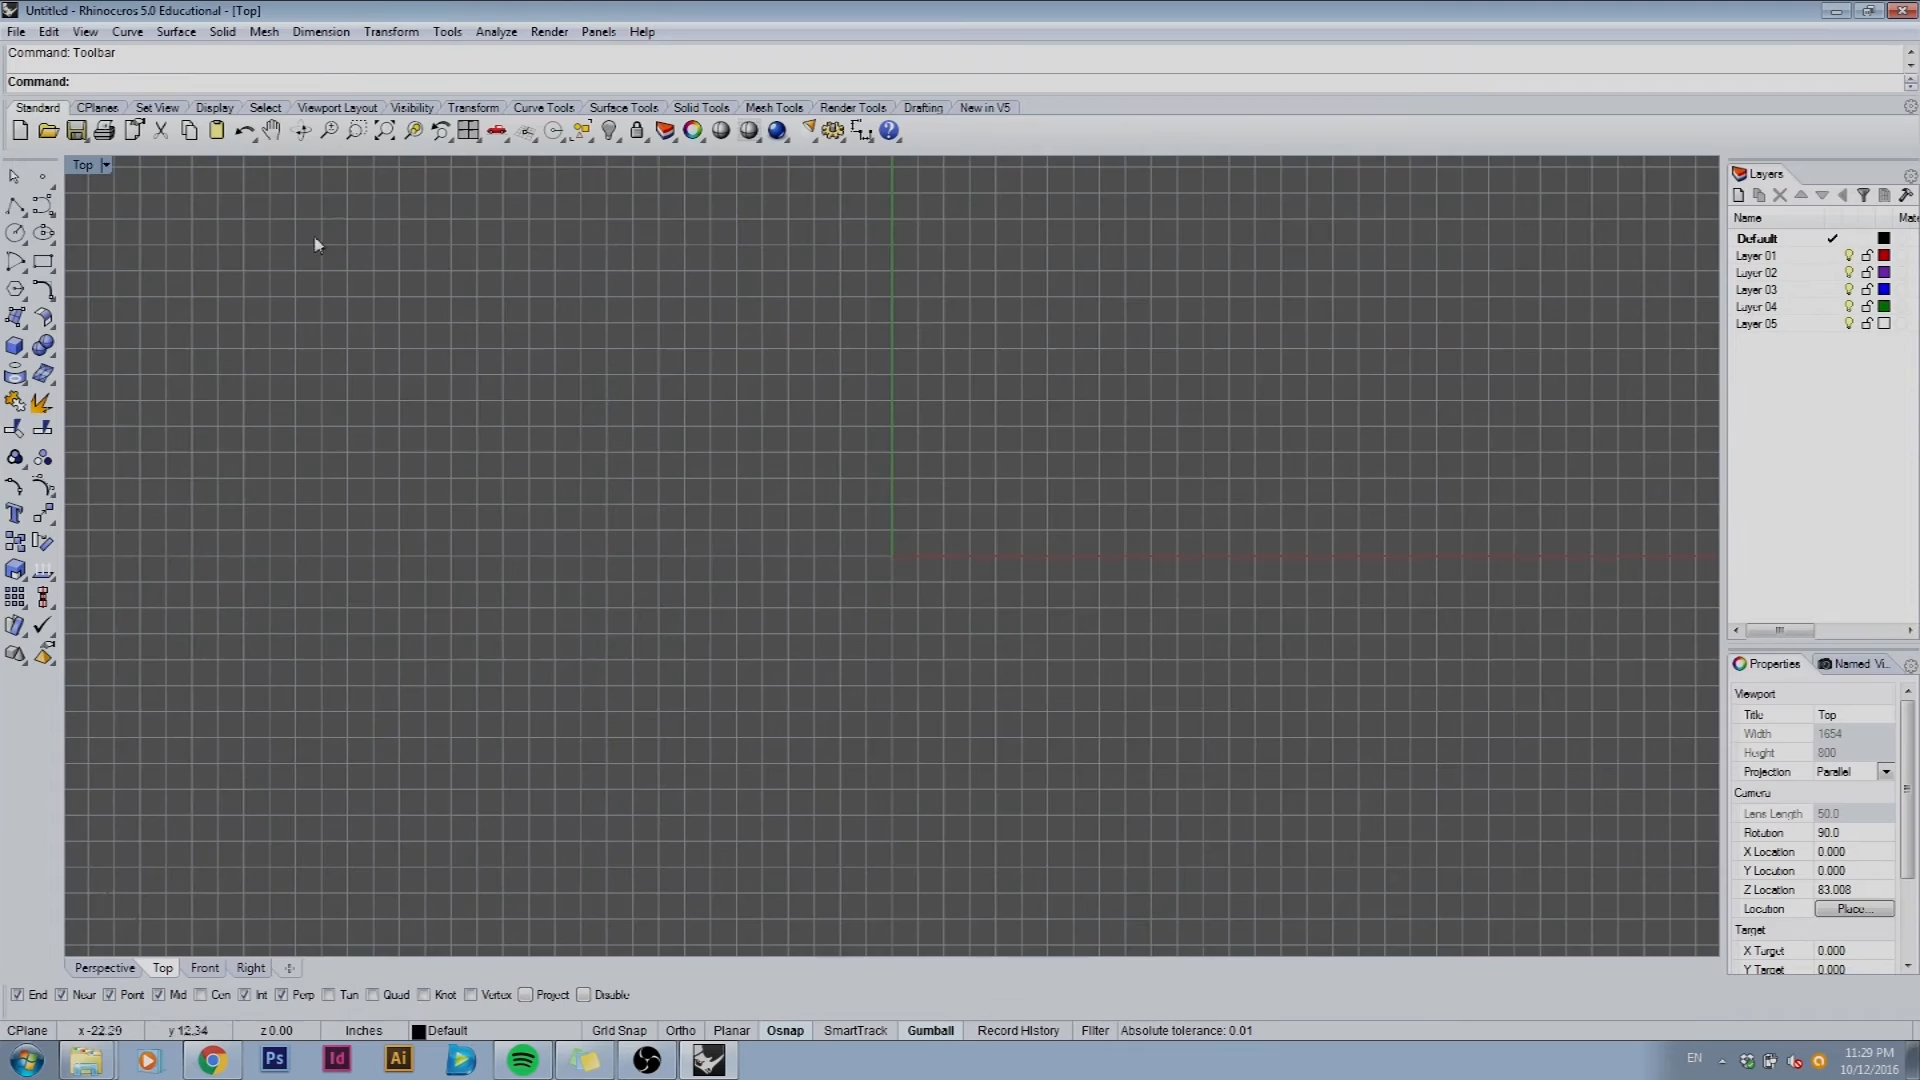 Untitled - Rhinoceros 5.0 Educational - [Top]
File Edit View Curve Surface Solid Mesh Dimension Transform Tools Analyze Render Panels Help
Command: Toolbar
Command:
Standard CPlanes Set View Display Select Viewport Layout Visibility Transform Curve Tools Surface Tools Solid Tools Mesh Tools Render Tools Drafting New in V5
Top
Layers
Name Mate
Default
Layer 01
Layer 02
Layer 03
Layer 04
Layer 05
Properties Named Vi...
Viewport
Title Top
Width 1654
Height 800
Projection Parallel
Camera
Lens Length 50.0
Rotation 90.0
X Location 0.000
Y Location 0.000
Z Location 83.008
Location Place...
Target
X Target 0.000
Y Target 0.000
Perspective Top Front Right
End Near Point Mid Cen Int Perp Tan Quad Knot Vertex Project Disable
CPlane x -22.29 y 12.34 z 0.00 Inches Default Grid Snap Ortho Planar Osnap SmartTrack Gumball Record History Filter Absolute tolerance: 0.01
Ps Id Ai EN 11:29 PM
10/12/2016